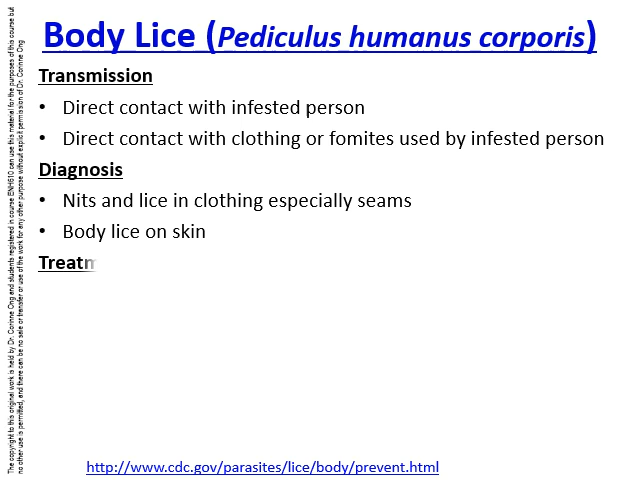 Body Lice (Pediculus humanus corporis)
Transmission
• Direct contact with infested person
• Direct contact with clothing or fomites used by infested person
Diagnosis
• Nits and lice in clothing especially seams
• Body lice on skin
Treatm
http://www.cdc.gov/parasites/lice/body/prevent.html
The copyright to this original work is held by Dr. Corinne Ong and students registered in course ENH610 can use this material for the purposes of this course but
no other use is permitted, and there can be no sale or transfer or use of the work for any other purpose without explicit permission of Dr. Corinne Ong